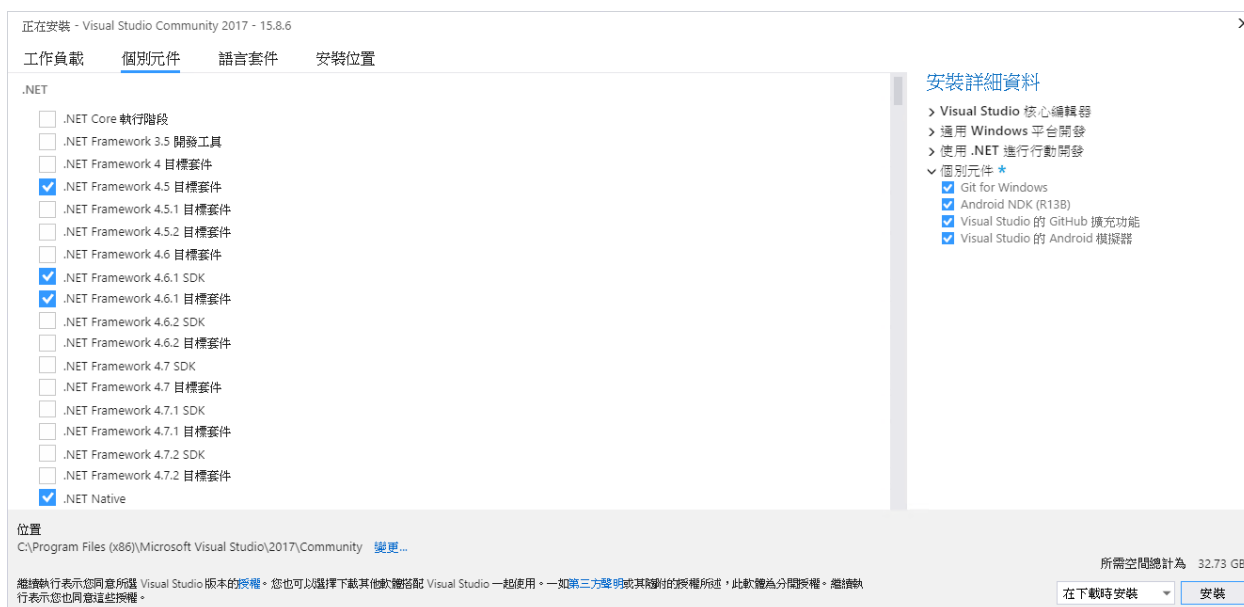 正在安裝 - Visual Studio Community 2017 - 15.8.6
工作負載 個別元件 語言套件 安裝位置
.NET
.NET Core 執行階段
.NET Framework 3.5 開發工具
.NET Framework 4 目標套件
.NET Framework 4.5 目標套件
.NET Framework 4.5.1 目標套件
.NET Framework 4.5.2 目標套件
.NET Framework 4.6 目標套件
.NET Framework 4.6.1 SDK
.NET Framework 4.6.1 目標套件
.NET Framework 4.6.2 SDK
.NET Framework 4.6.2 目標套件
.NET Framework 4.7 SDK
.NET Framework 4.7 目標套件
.NET Framework 4.7.1 SDK
.NET Framework 4.7.1 目標套件
.NET Framework 4.7.2 SDK
.NET Framework 4.7.2 目標套件
.NET Native
安裝詳細資料
Visual Studio 核心編輯器
通用 Windows 平台開發
使用 .NET 進行行動開發
個別元件 *
Git for Windows
Android NDK (R13B)
Visual Studio 的 GitHub 擴充功能
Visual Studio 的 Android 模擬器
位置
C:\Program Files (x86)\Microsoft Visual Studio\2017\Community 變更...
繼續執行表示您同意所選 Visual Studio 版本的授權。您也可以選擇下載其他軟體搭配 Visual Studio 一起使用。一如第三方聲明或其隨附的授權所述，此軟體為分開授權。繼續執
行表示您也同意這些授權。
所需空間總計為 32.73 GB
在下載時安裝 安裝